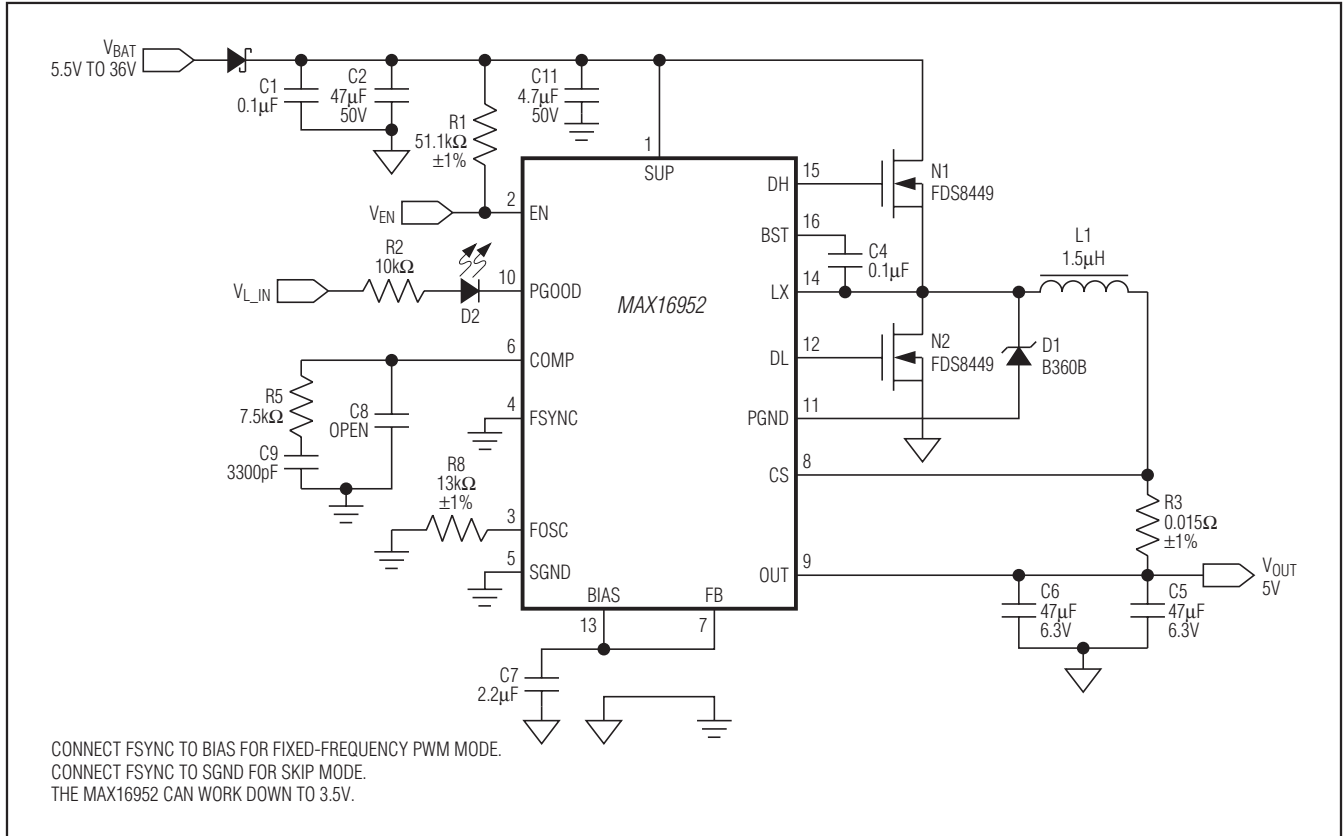 V_BAT
5.5V TO 36V
C1
0.1µF
C2
47µF
50V
R1
51.1kΩ
±1%
C11
4.7µF
50V
1
SUP
V_EN
2
EN
R2
10kΩ
V_L_IN
D2
10
PGOOD
MAX16952
6
COMP
R5
7.5kΩ
C8
OPEN
C9
3300pF
4
FSYNC
R8
13kΩ
±1%
3
FOSC
5
SGND
BIAS
13
FB
7
C7
2.2µF
DH
15
N1
FDS8449
BST
16
C4
0.1µF
LX
14
L1
1.5µH
DL
12
N2
FDS8449
D1
B360B
PGND
11
CS
8
R3
0.015Ω
±1%
OUT
9
V_OUT
5V
C6
47µF
6.3V
C5
47µF
6.3V
CONNECT FSYNC TO BIAS FOR FIXED-FREQUENCY PWM MODE.
CONNECT FSYNC TO SGND FOR SKIP MODE.
THE MAX16952 CAN WORK DOWN TO 3.5V.